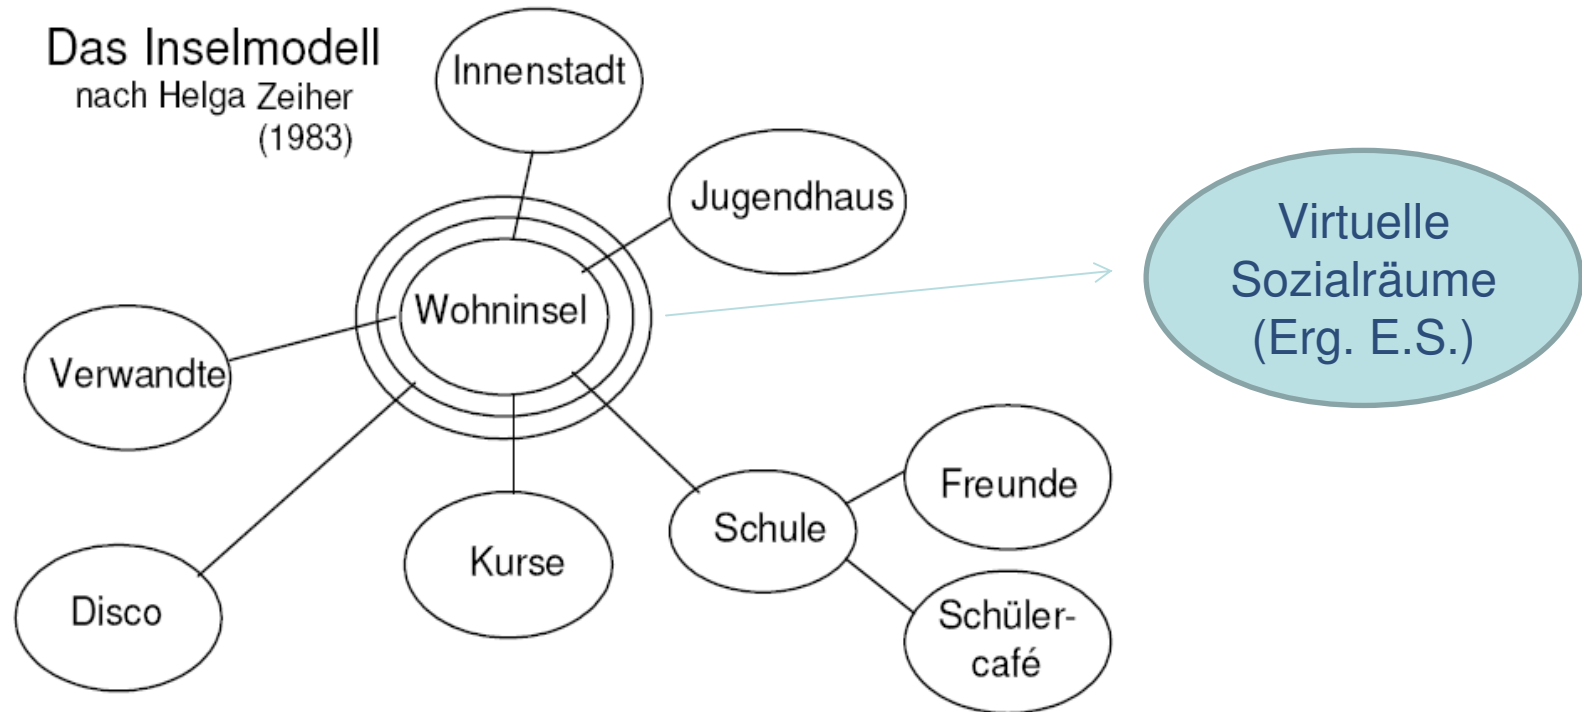 Das Inselmodell
nach Helga Zeiher
(1983)
Innenstadt
Jugendhaus
Virtuelle
Sozialräume
(Erg. E.S.)
Wohninsel
Verwandte
Freunde
Schule
Kurse
Disco
Schüler-
café